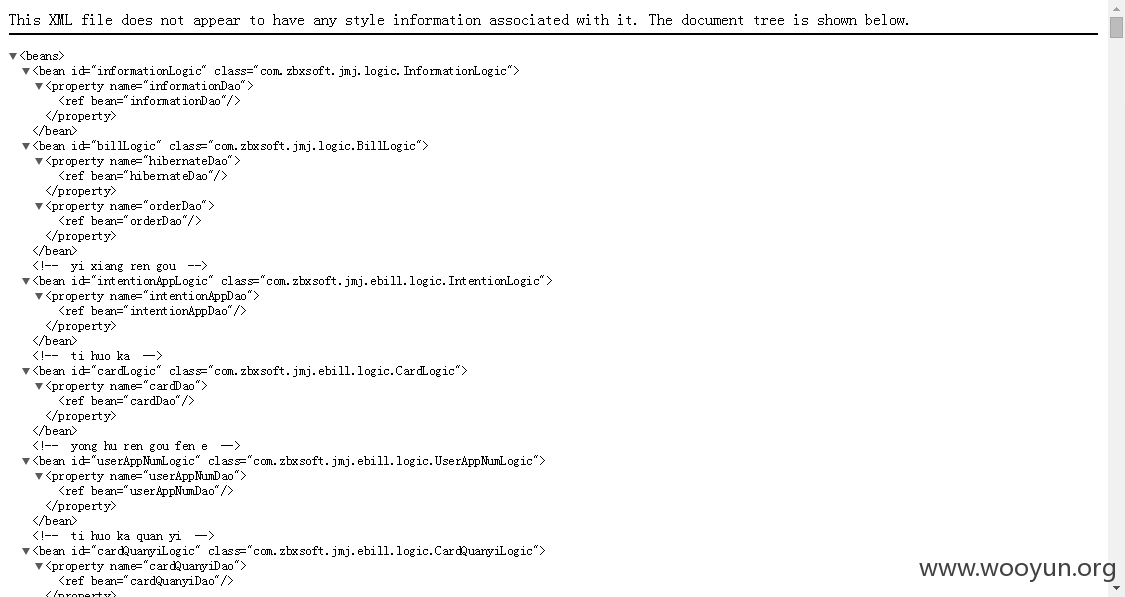 This XML file does not appear to have any style information associated with it. The document tree is shown below.
▼<beans>
▼<bean id="informationLogic" class="com.zbxsoft.jmj.logic.InformationLogic">
▼<property name="informationDao">
<ref bean="informationDao"/>
</property>
</bean>
▼<bean id="billLogic" class="com.zbxsoft.jmj.logic.BillLogic">
▼<property name="hibernateDao">
<ref bean="hibernateDao"/>
</property>
▼<property name="orderDao">
<ref bean="orderDao"/>
</property>
</bean>
<!-- yi xiang ren gou -->
▼<bean id="intentionAppLogic" class="com.zbxsoft.jmj.ebill.logic.IntentionLogic">
▼<property name="intentionAppDao">
<ref bean="intentionAppDao"/>
</property>
</bean>
<!-- ti huo ka -->
▼<bean id="cardLogic" class="com.zbxsoft.jmj.ebill.logic.CardLogic">
▼<property name="cardDao">
<ref bean="cardDao"/>
</property>
</bean>
<!-- yong hu ren gou fen e -->
▼<bean id="userAppNumLogic" class="com.zbxsoft.jmj.ebill.logic.UserAppNumLogic">
▼<property name="userAppNumDao">
<ref bean="userAppNumDao"/>
</property>
</bean>
<!-- ti huo ka quan yi -->
▼<bean id="cardQuanyiLogic" class="com.zbxsoft.jmj.ebill.logic.CardQuanyiLogic">
▼<property name="cardQuanyiDao">
<ref bean="cardQuanyiDao"/>
</property>
www.wooyun.org